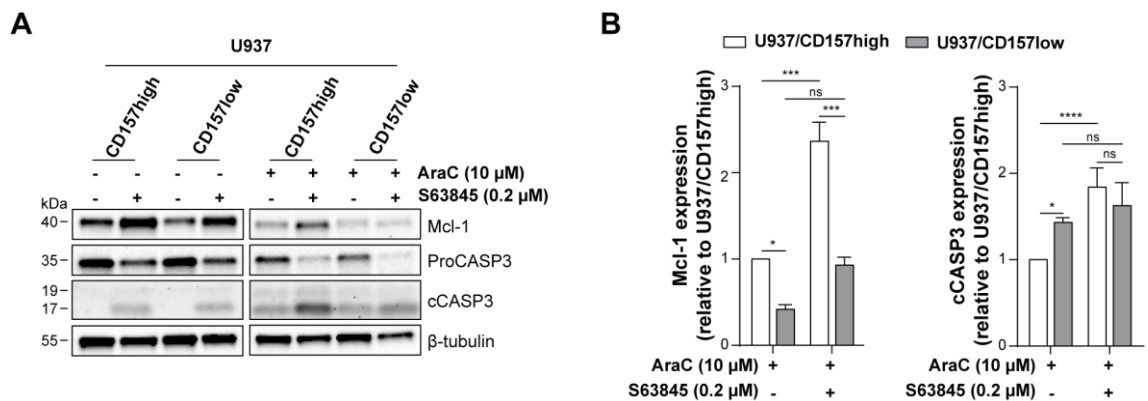 A
U937
CD157high
CD157low
CD157high
CD157low
- - - - + + + + AraC (10 μM)
- + - + - + - + S63845 (0.2 μM)
kDa
40 Mcl-1
35 ProCASP3
19
17 cCASP3
55 β-tubulin
B
U937/CD157high U937/CD157low
Mcl-1 expression
(relative to U937/CD157high)
3
2
1
0
***
ns
***
*
AraC (10 μM) + +
S63845 (0.2 μM) - +
cCASP3 expression
(relative to U937/CD157high)
3
2
1
0
****
ns
ns
*
AraC (10 μM) + +
S63845 (0.2 μM) - +